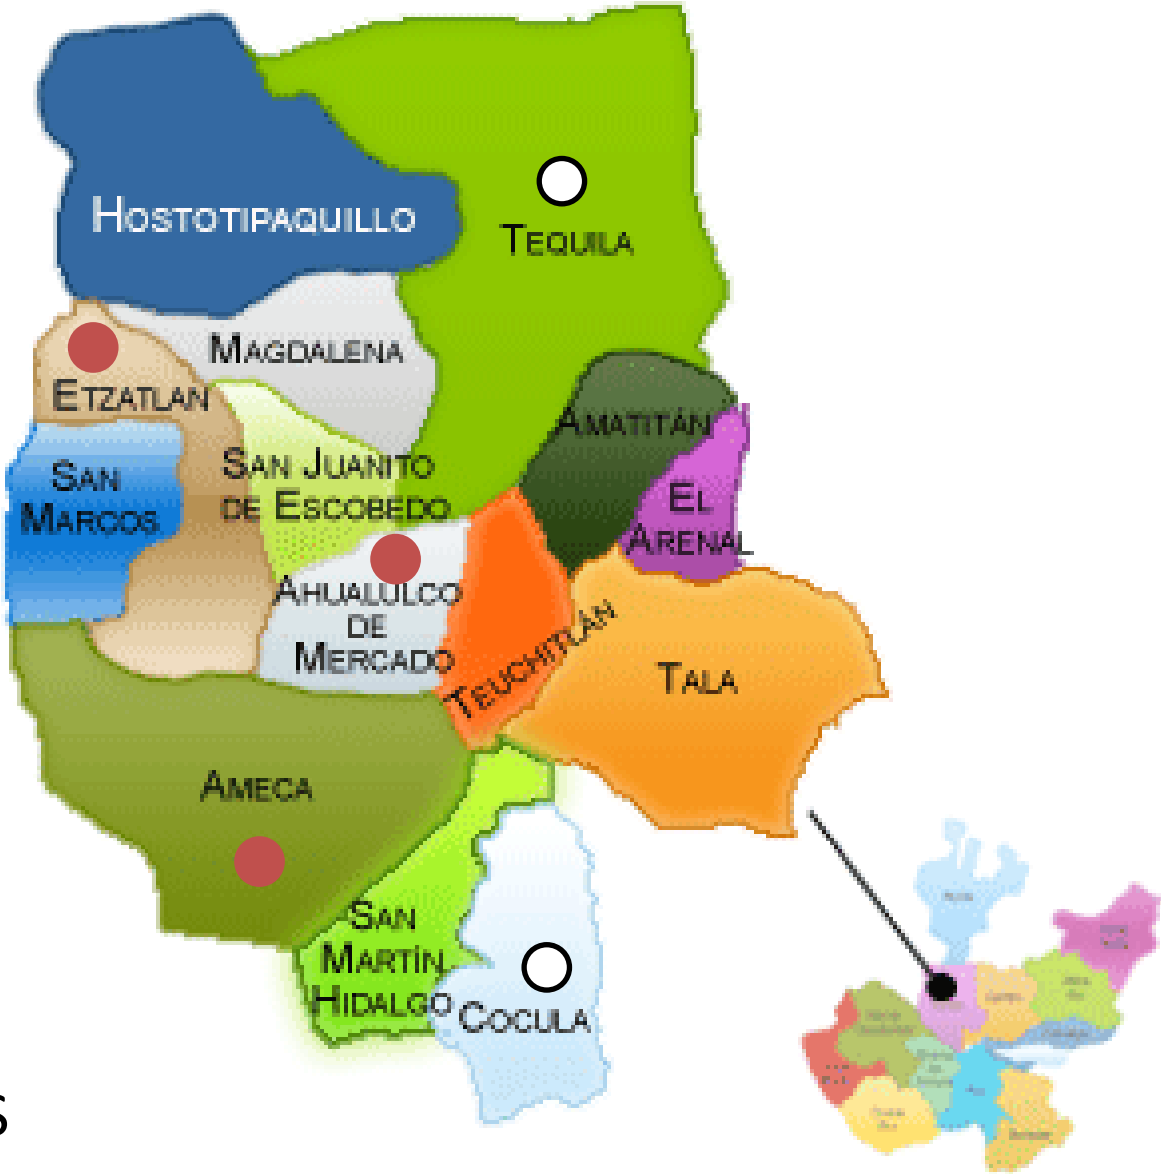 HOSTOTIPAQUILLO
TEQUILA
MAGDALENA
ETZATLAN
AMATITÁN
SAN
MARCOS
SAN JUANITO
DE ESCOBEDO
EL
ARENAL
AHUALULCO
DE
MERCADO
TEUCHITLÁN
TALA
AMECA
SAN
MARTÍN
HIDALGO
COCULA
S